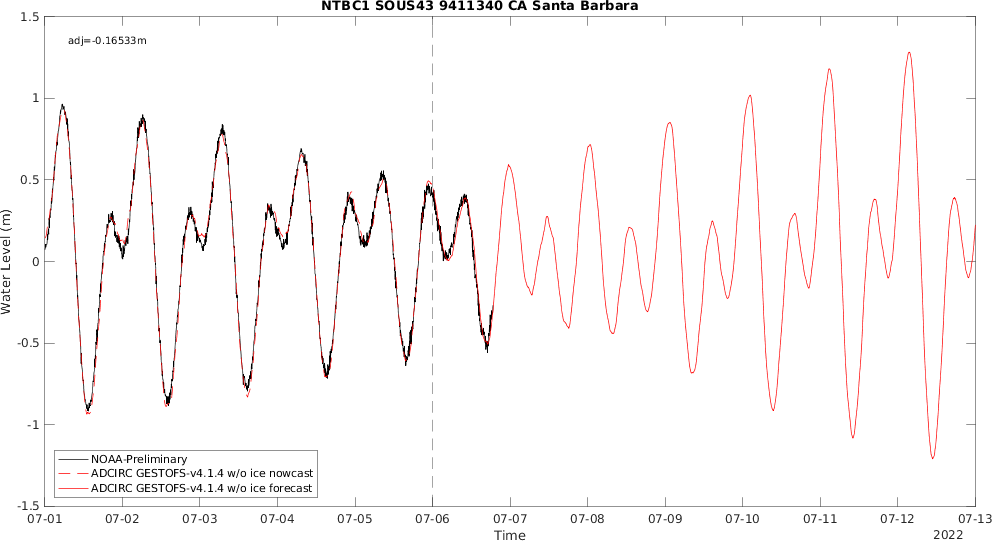 NTBC1 SOUS43 9411340 CA Santa Barbara
1.5
adj=-0.16533m
1
0.5
0
-0.5
-1
-1.5
Water Level (m)
NOAA-Preliminary
ADCIRC GESTOFS-v4.1.4 w/o ice nowcast
ADCIRC GESTOFS-v4.1.4 w/o ice forecast
07-01 07-02 07-03 07-04 07-05 07-06 07-07 07-08 07-09 07-10 07-11 07-12 07-13
Time
2022